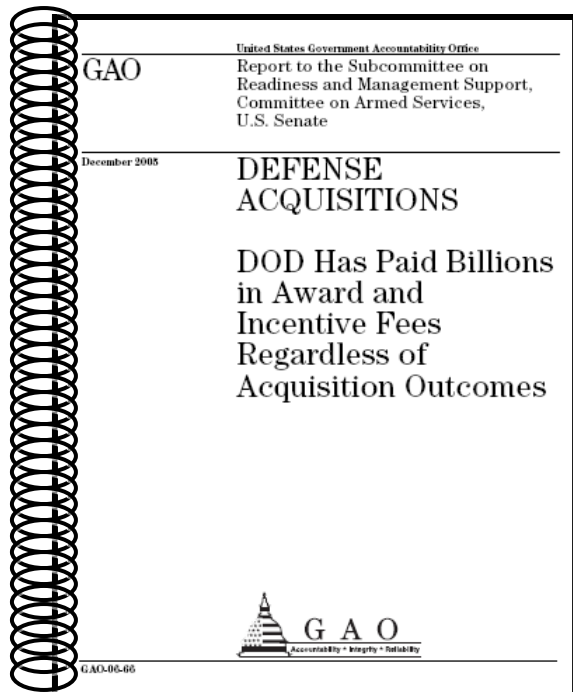 United States Government Accountability Office
GAO
Report to the Subcommittee on
Readiness and Management Support,
Committee on Armed Services,
U.S. Senate
December 2005
DEFENSE
ACQUISITIONS
DOD Has Paid Billions
in Award and
Incentive Fees
Regardless of
Acquisition Outcomes
G A O
Accountability * Integrity * Reliability
GAO-06-66